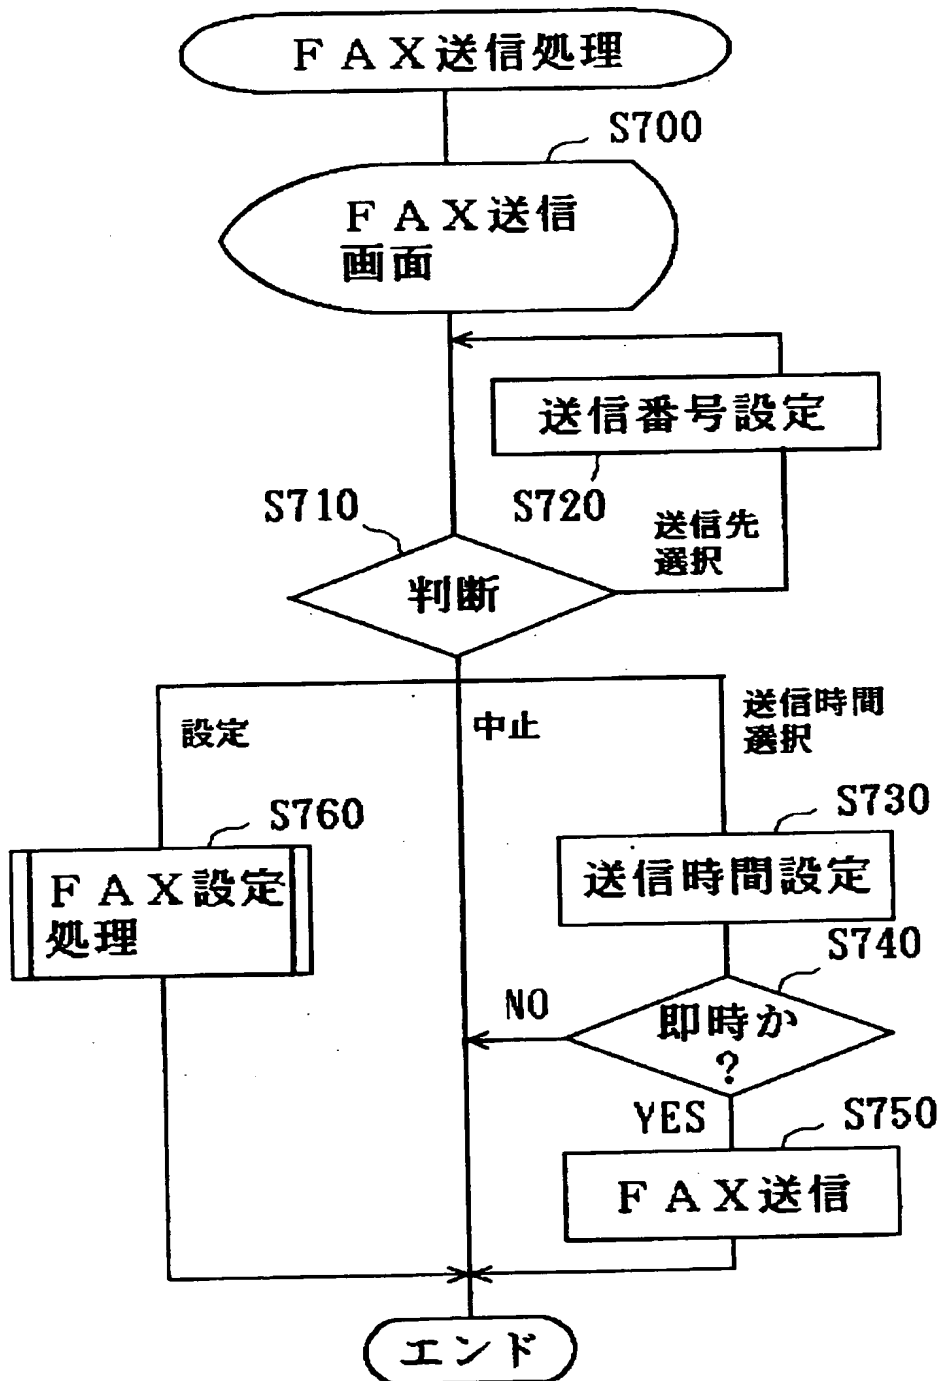 ＦＡＸ送信処理
S700
ＦＡＸ送信
画面
送信番号設定
S720
S710
送信先
選択
判断
設定
中止
送信時間
選択
S760
S730
ＦＡＸ設定
処理
送信時間設定
S740
NO
即時か
?
YES
S750
ＦＡＸ送信
エンド